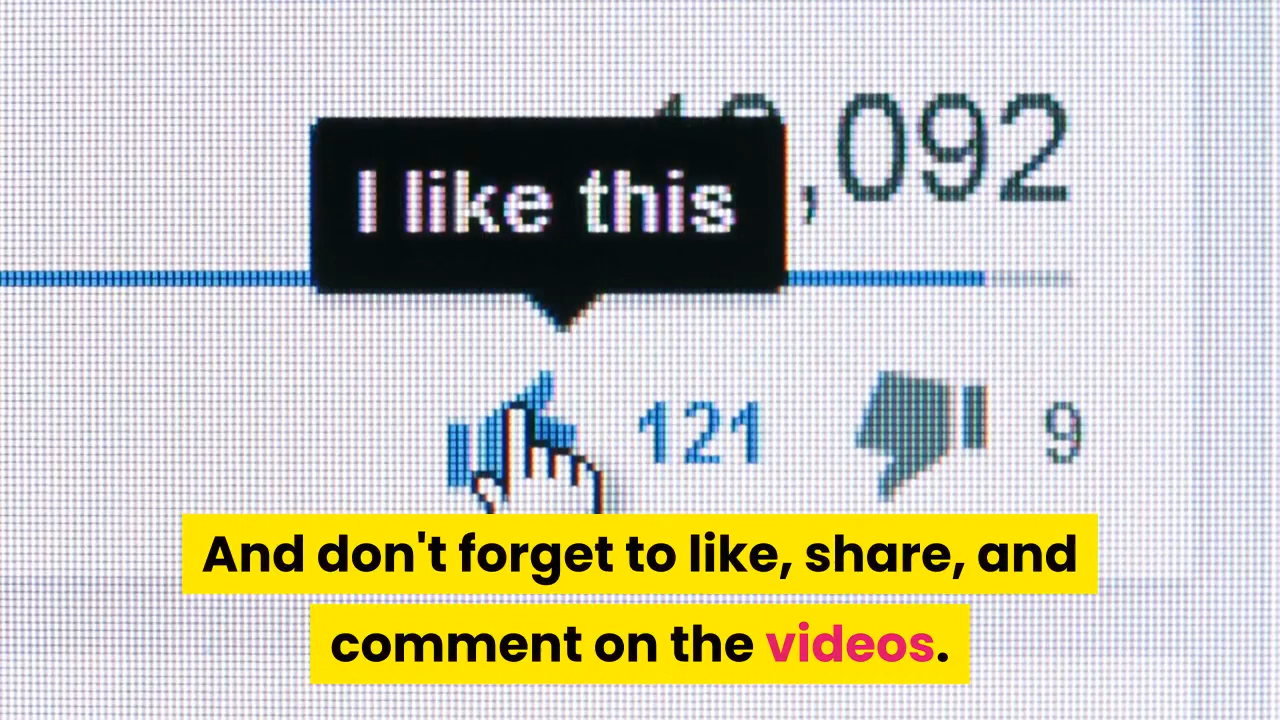 ,092
I like this
121 9
And don't forget to like, share, and
comment on the videos.